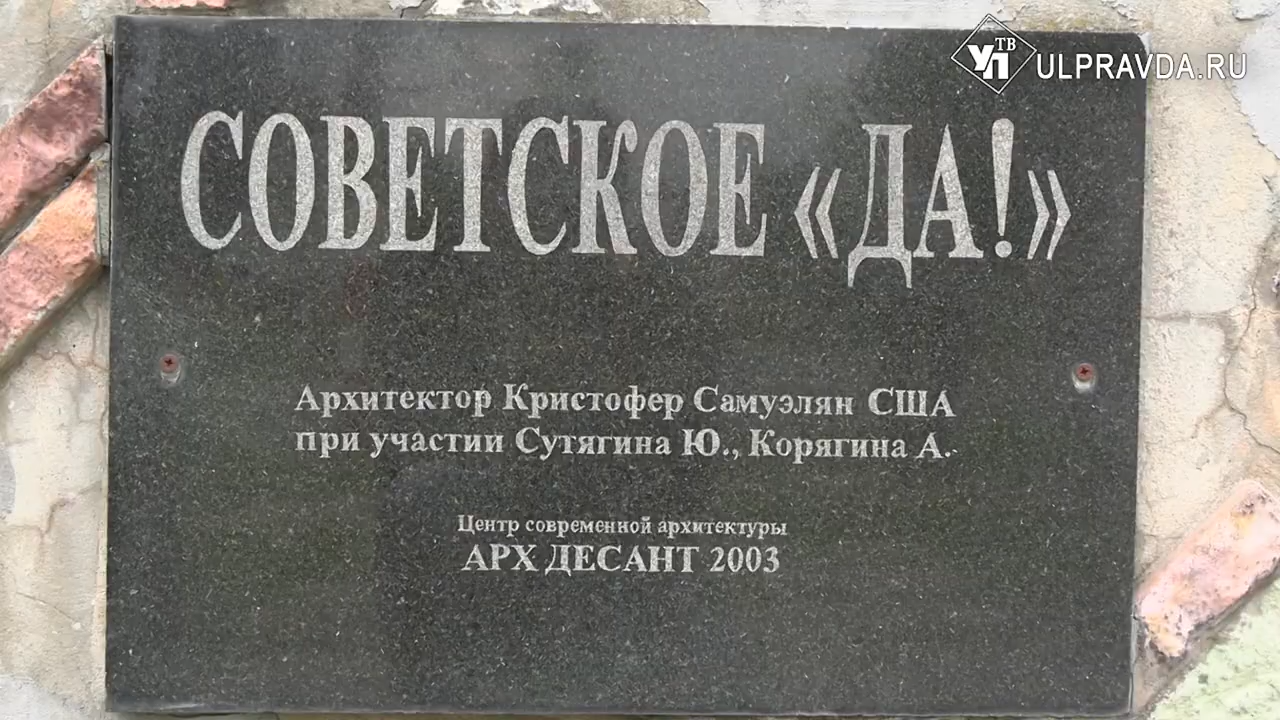 УП ТВ ULPRAVDA.RU
СОВЕТСКОЕ «ДА!»
Архитектор Кристофер Самуэлян США
при участии Сутягина Ю., Корягина А.
Центр современной архитектуры
АРХ ДЕСАНТ 2003